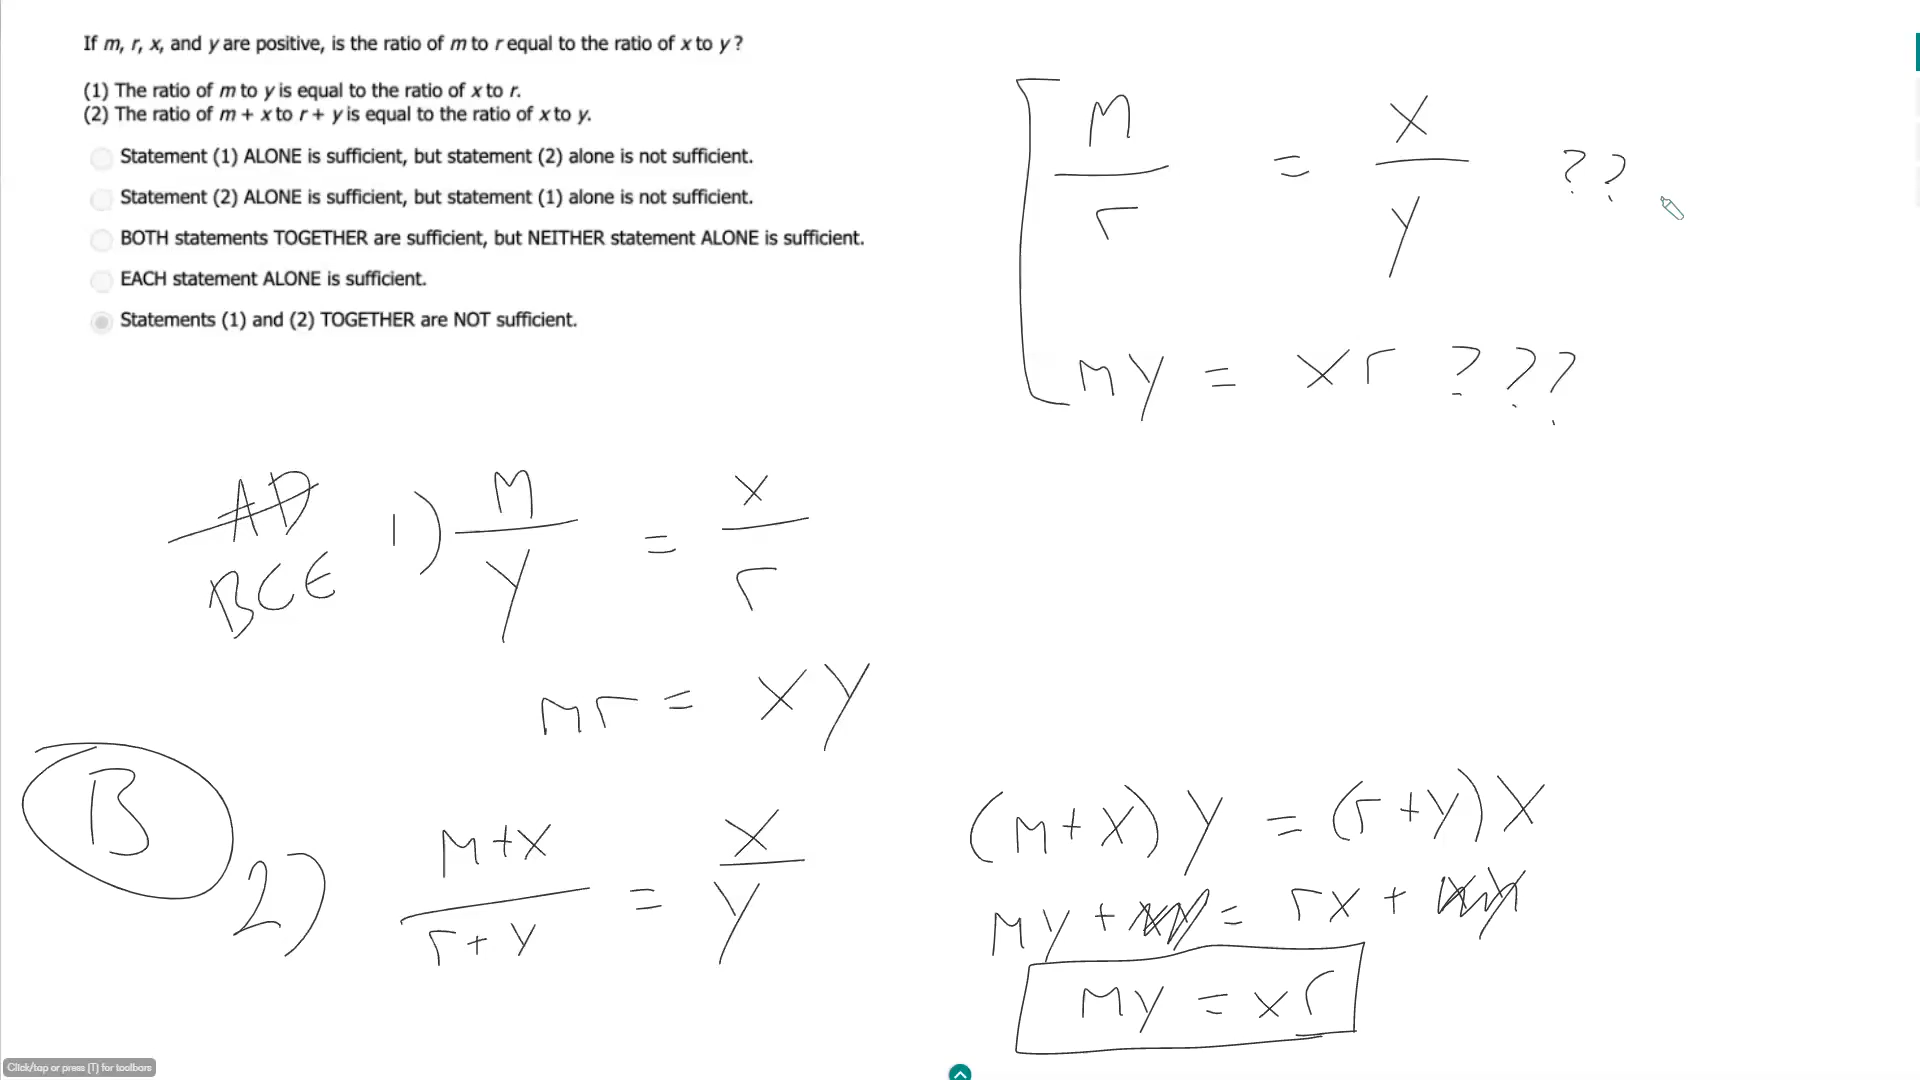 If m, r, x, and y are positive, is the ratio of m to r equal to the ratio of x to y ?
(1) The ratio of m to y is equal to the ratio of x to r.
(2) The ratio of m + x to r + y is equal to the ratio of x to y.
Statement (1) ALONE is sufficient, but statement (2) alone is not sufficient.
Statement (2) ALONE is sufficient, but statement (1) alone is not sufficient.
BOTH statements TOGETHER are sufficient, but NEITHER statement ALONE is sufficient.
EACH statement ALONE is sufficient.
Statements (1) and (2) TOGETHER are NOT sufficient.
M/r = x/y ??
my = xr ???
AD
BCE
1) M/y = x/r
mr = xy
B
2) M+x/r+y = x/y
(M+x)y = (r+y)x
My + xy = rx + xy
My = xr
Click/tap or press [T] for toolbars